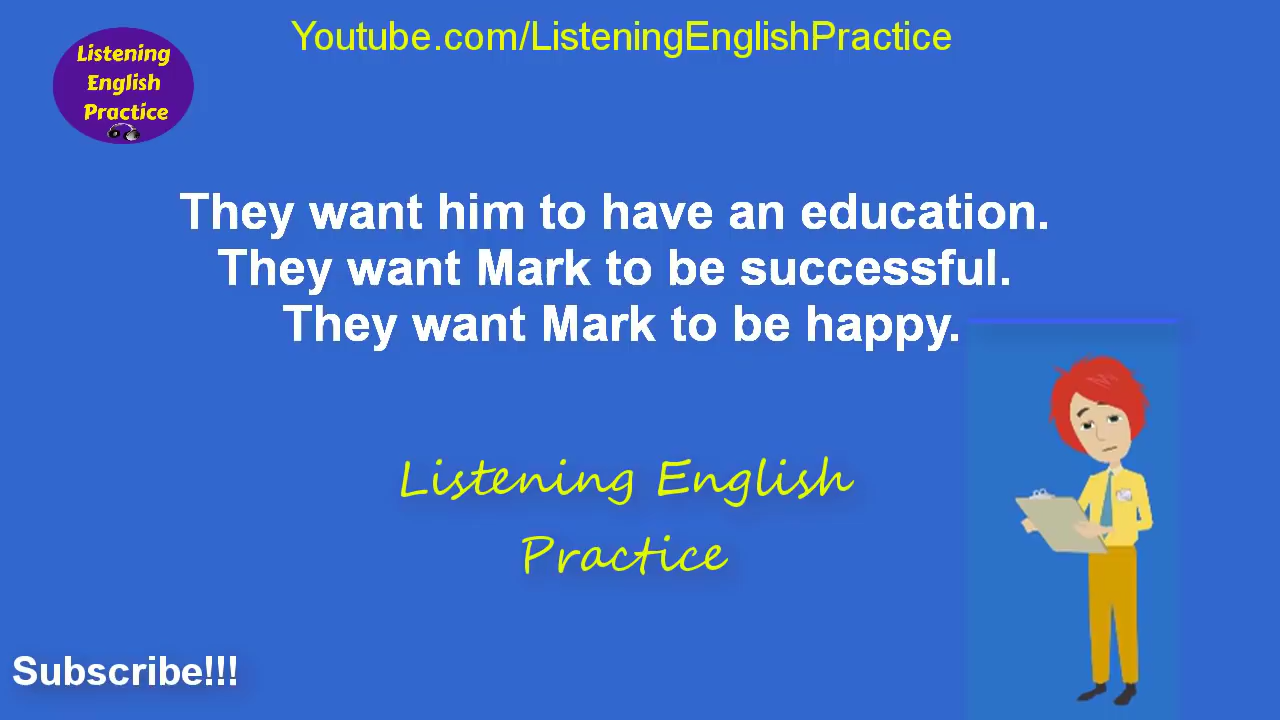 Youtube.com/ListeningEnglishPractice
Listening
English
Practice
They want him to have an education.
They want Mark to be successful.
They want Mark to be happy.
Listening English
Practice
Subscribe!!!